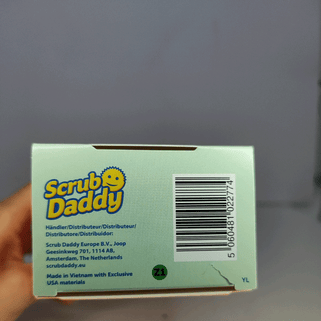 Scrub
Daddy
Händler/Distributeur/Distributeur/
Distributore/Distribuidor:
Scrub Daddy Europe B.V., Joop
Geesinkweg 701, 1114 AB,
Amsterdam, The Netherlands
scrubdaddy.eu
Made in Vietnam with Exclusive
USA materials
Z1
5 060481 022774
YL